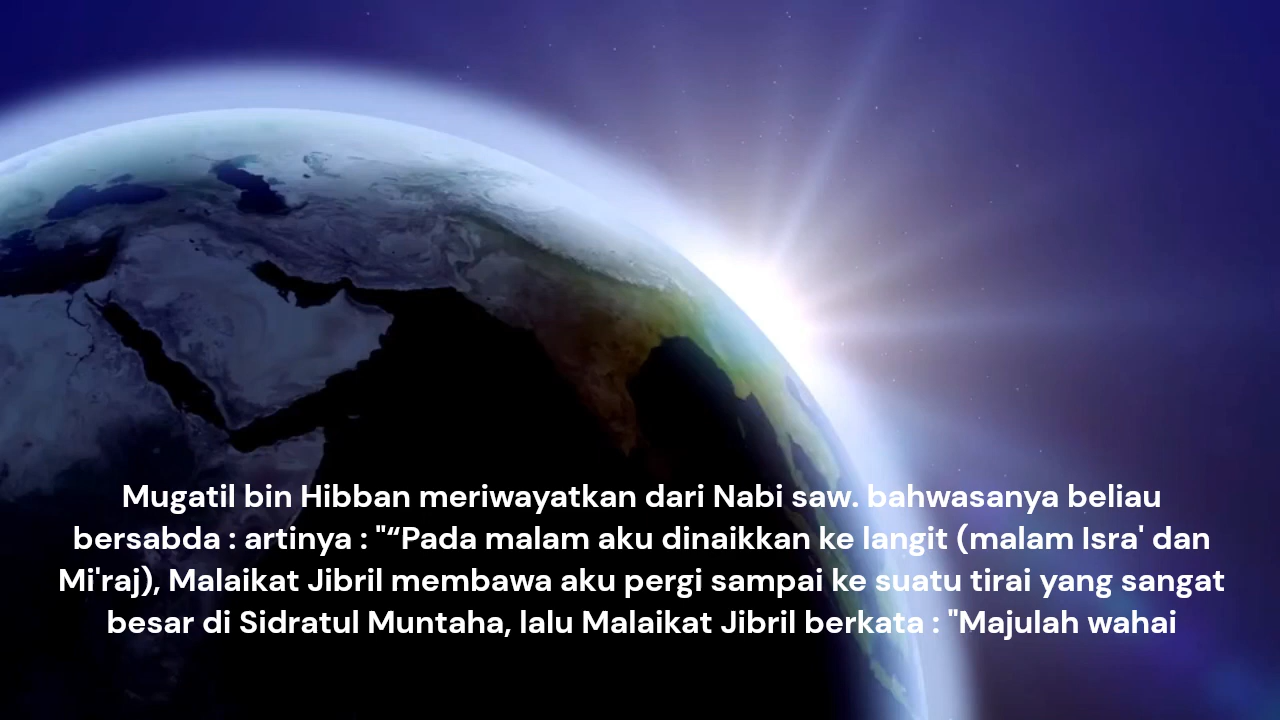 Mugatil bin Hibban meriwayatkan dari Nabi saw. bahwasanya beliau
bersabda : artinya : "“Pada malam aku dinaikkan ke langit (malam Isra' dan
Mi'raj), Malaikat Jibril membawa aku pergi sampai ke suatu tirai yang sangat
besar di Sidratul Muntaha, lalu Malaikat Jibril berkata : "Majulah wahai